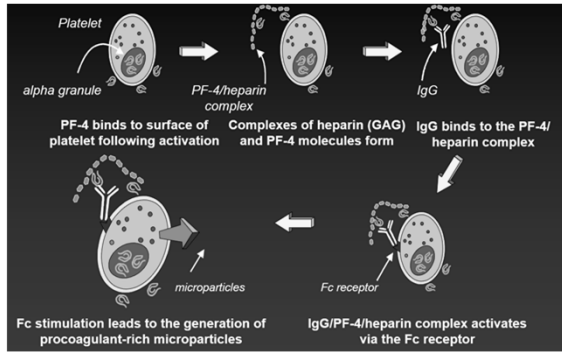 Platelet
alpha granule
PF-4 binds to surface of
platelet following activation
PF-4/heparin
complex
Complexes of heparin (GAG)
and PF-4 molecules form
IgG
IgG binds to the PF-4/
heparin complex
Fc receptor
IgG/PF-4/heparin complex activates
via the Fc receptor
microparticles
Fc stimulation leads to the generation of
procoagulant-rich microparticles